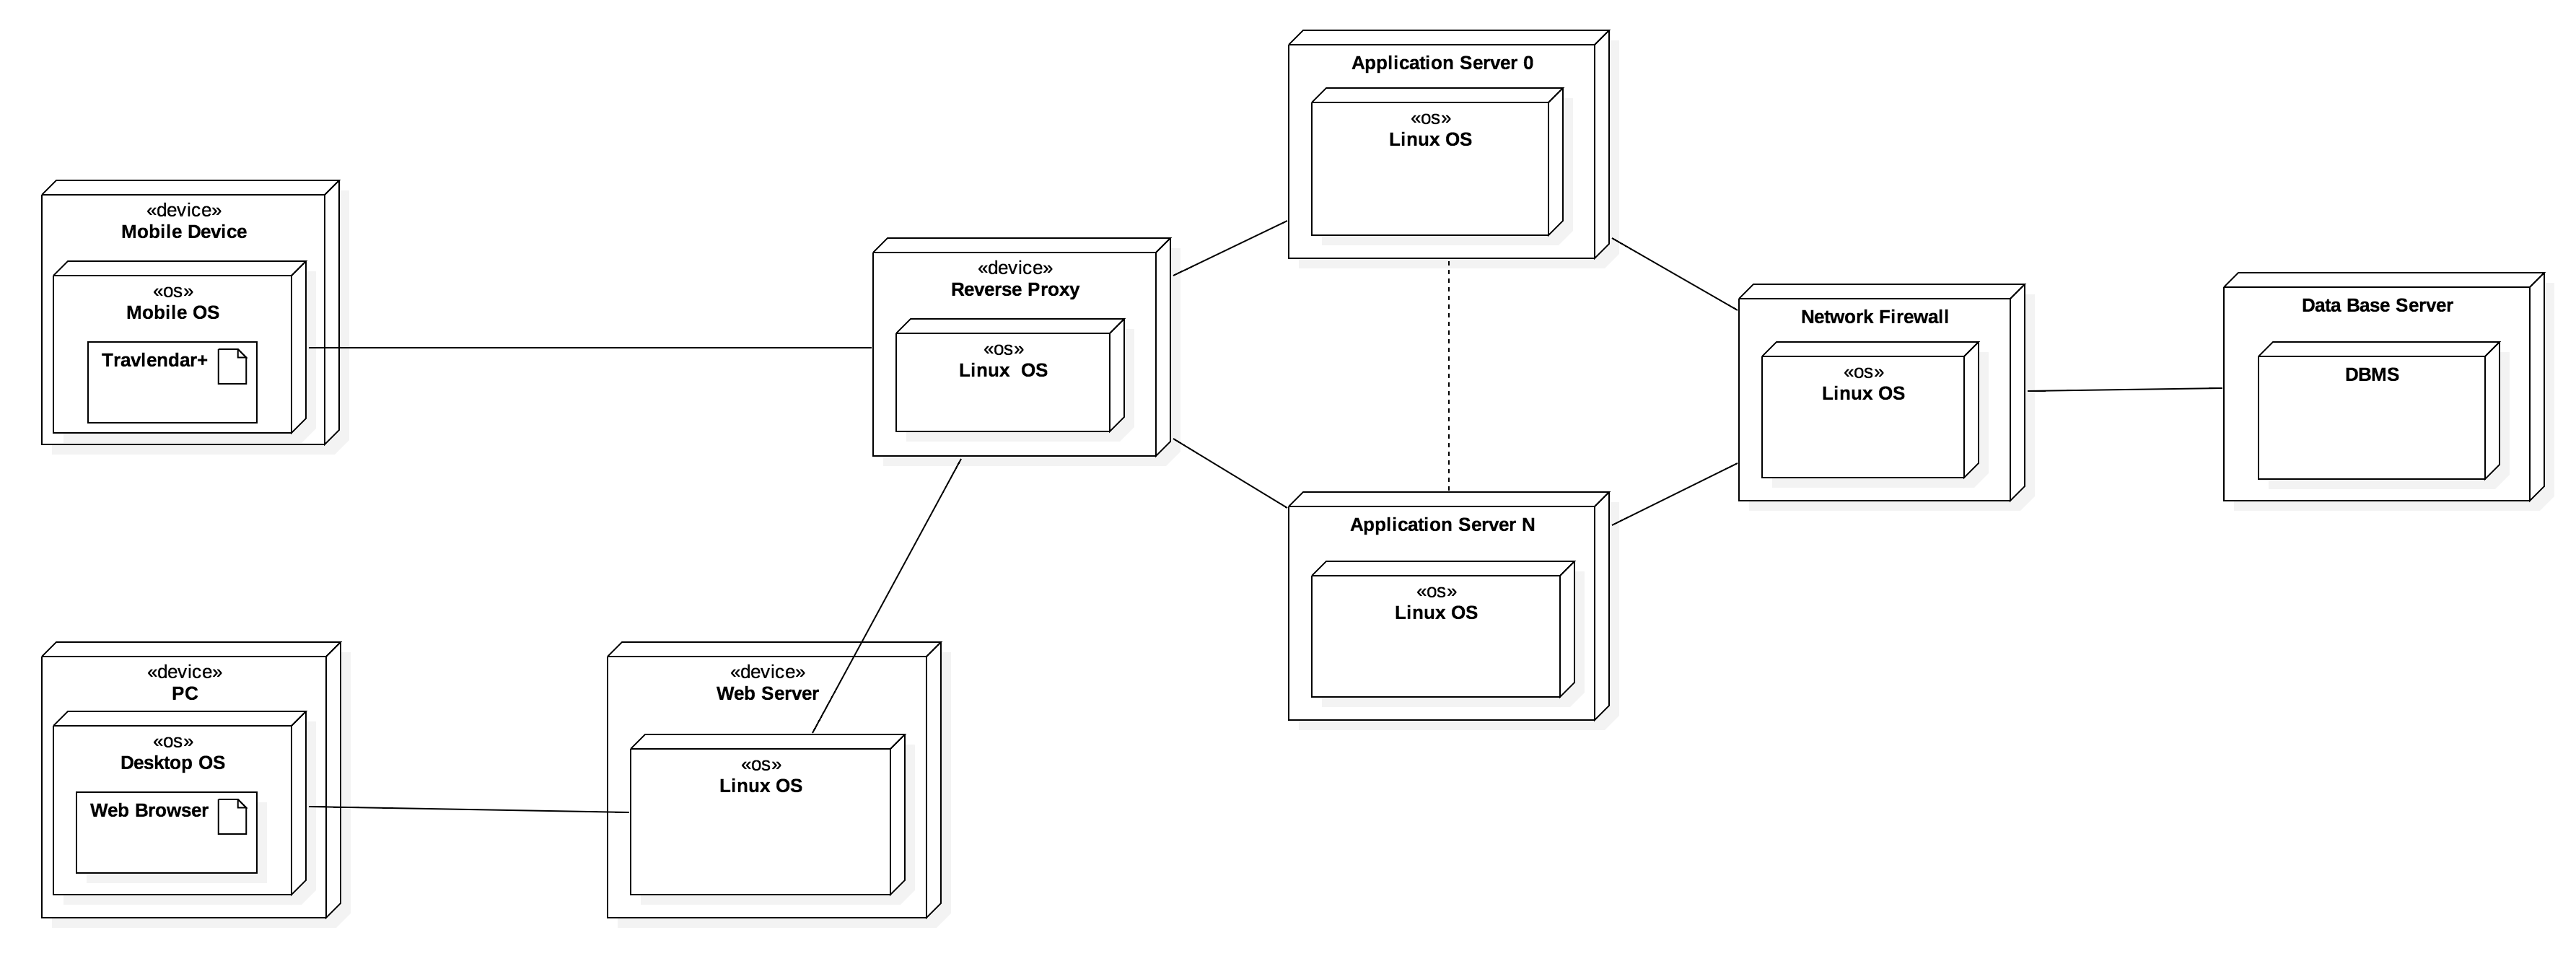 Application Server 0
«os»
Linux OS
«device»
Mobile Device
«os»
Mobile OS
Travlendar+
«device»
Reverse Proxy
«os»
Linux  OS
Network Firewall
«os»
Linux OS
Data Base Server
DBMS
Application Server N
«os»
Linux OS
«device»
PC
«os»
Desktop OS
Web Browser
«device»
Web Server
«os»
Linux OS